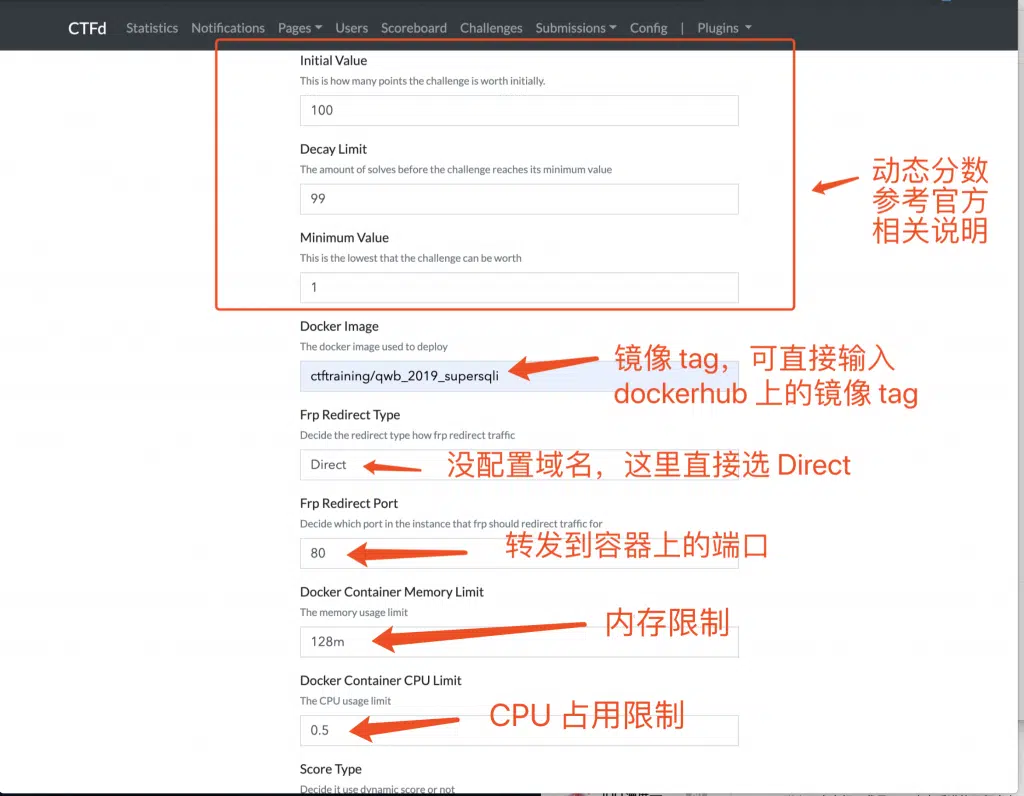 CTFd Statistics Notifications Pages Users Scoreboard Challenges Submissions Config | Plugins
Initial Value
This is how many points the challenge is worth initially.
100
Decay Limit
The amount of solves before the challenge reaches its minimum value
99
动态分数
参考官方
相关说明
Minimum Value
This is the lowest that the challenge can be worth
1
Docker Image
The docker image used to deploy
ctftraining/qwb_2019_supersqli
镜像 tag，可直接输入
dockerhub 上的镜像 tag
Frp Redirect Type
Decide the redirect type how frp redirect traffic
Direct
没配置域名，这里直接选 Direct
Frp Redirect Port
Decide which port in the instance that frp should redirect traffic for
80
转发到容器上的端口
Docker Container Memory Limit
The memory usage limit
128m
内存限制
Docker Container CPU Limit
The CPU usage limit
0.5
CPU 占用限制
Score Type
Decide it use dynamic score or not